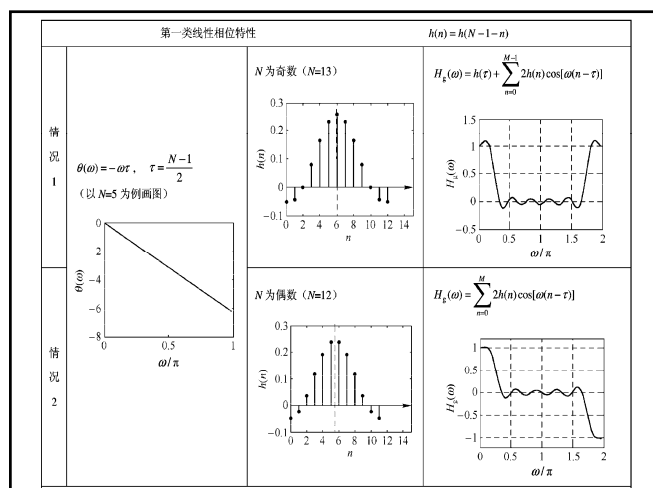 第一类线性相位特性 h(n) = h(N−1−n)
情况1
θ(ω)=−ωτ， τ=(N−1)/2
（以 N=5 为例画图）
0
−2
−4
−6
−8
θ(ω)
0 0.5 1
ω/π
N 为奇数（N=13）
0.3
0.2
0.1
0
−0.1
h(n)
0 2 4 6 8 10 12 14
n
H_g(ω) = h(τ) + ∑_{n=0}^{M−1} 2h(n)cos[ω(n−τ)]
1.5
1
0.5
0
−0.5
H_g(ω)
0 0.5 1 1.5 2
ω/π
情况2
N 为偶数（N=12）
0.3
0.2
0.1
0
−0.1
h(n)
0 2 4 6 8 10 12 14
n
H_g(ω) = ∑_{n=0}^{M} 2h(n)cos[ω(n−τ)]
1
0.5
0
−0.5
−1
H_g(ω)
0 0.5 1 1.5 2
ω/π